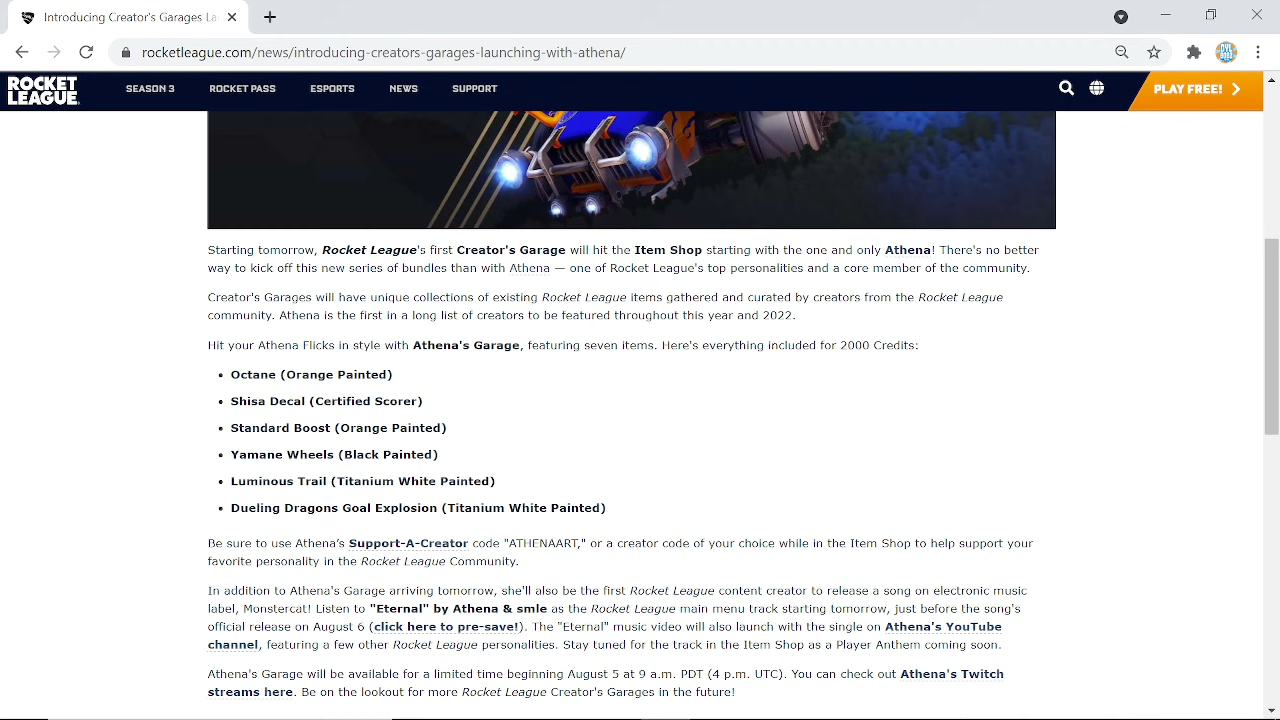 Introducing Creator's Garages La
rocketleague.com/news/introducing-creators-garages-launching-with-athena/
ROCKET LEAGUE
SEASON 3 ROCKET PASS ESPORTS NEWS SUPPORT PLAY FREE!
Starting tomorrow, Rocket League's first Creator's Garage will hit the Item Shop starting with the one and only Athena! There's no better
way to kick off this new series of bundles than with Athena — one of Rocket League's top personalities and a core member of the community.
Creator's Garages will have unique collections of existing Rocket League items gathered and curated by creators from the Rocket League
community. Athena is the first in a long list of creators to be featured throughout this year and 2022.
Hit your Athena Flicks in style with Athena's Garage, featuring seven items. Here's everything included for 2000 Credits:
• Octane (Orange Painted)
• Shisa Decal (Certified Scorer)
• Standard Boost (Orange Painted)
• Yamane Wheels (Black Painted)
• Luminous Trail (Titanium White Painted)
• Dueling Dragons Goal Explosion (Titanium White Painted)
Be sure to use Athena’s Support-A-Creator code "ATHENAART," or a creator code of your choice while in the Item Shop to help support your
favorite personality in the Rocket League Community.
In addition to Athena's Garage arriving tomorrow, she'll also be the first Rocket League content creator to release a song on electronic music
label, Monstercat! Listen to "Eternal" by Athena & smle as the Rocket League main menu track starting tomorrow, just before the song's
official release on August 6 (click here to pre-save!). The "Eternal" music video will also launch with the single on Athena's YouTube
channel, featuring a few other Rocket League personalities. Stay tuned for the track in the Item Shop as a Player Anthem coming soon.
Athena's Garage will be available for a limited time beginning August 5 at 9 a.m. PDT (4 p.m. UTC). You can check out Athena's Twitch
streams here. Be on the lookout for more Rocket League Creator's Garages in the future!